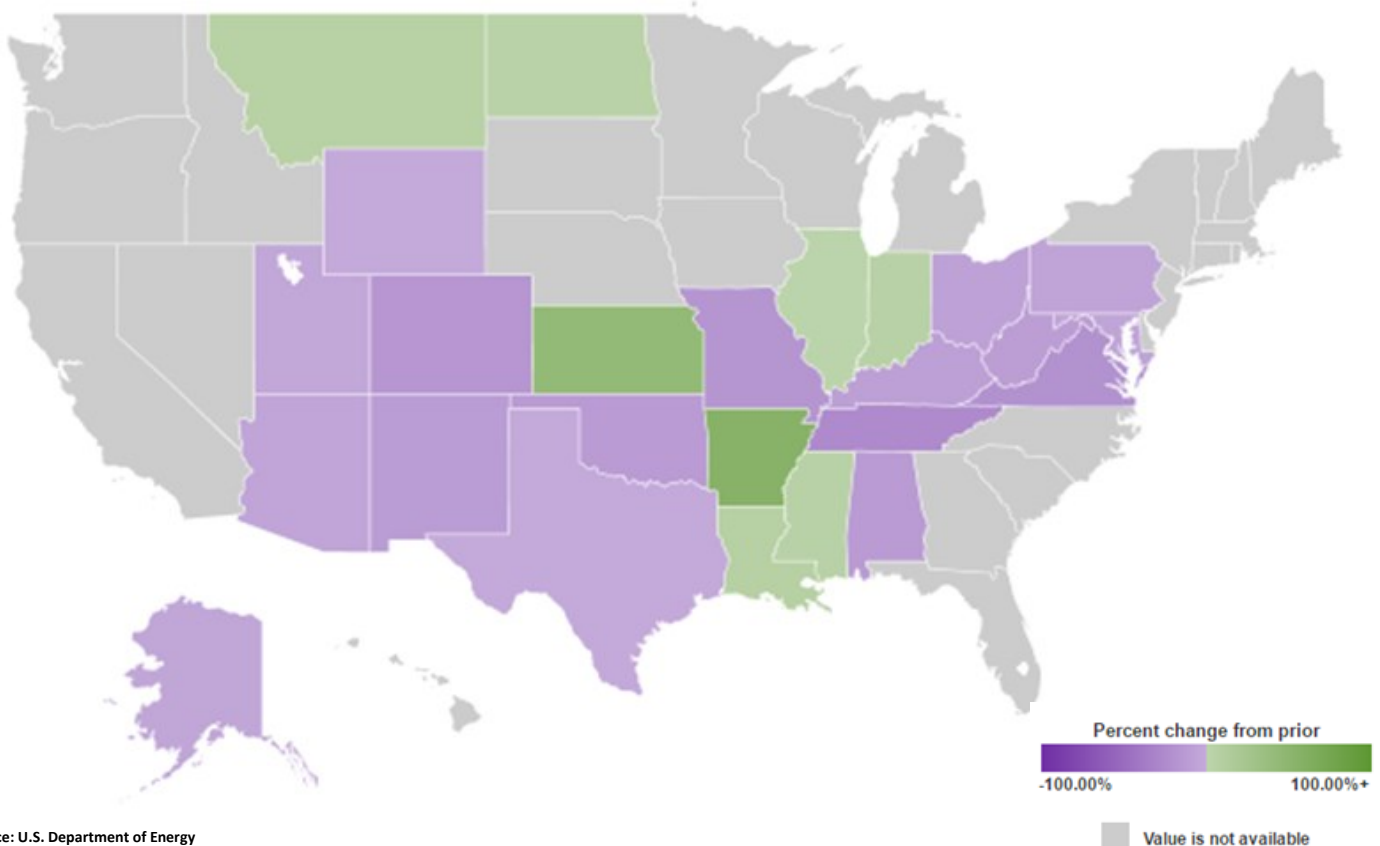 Percent change from prior
-100.00% 100.00%+
Value is not available
ce: U.S. Department of Energy